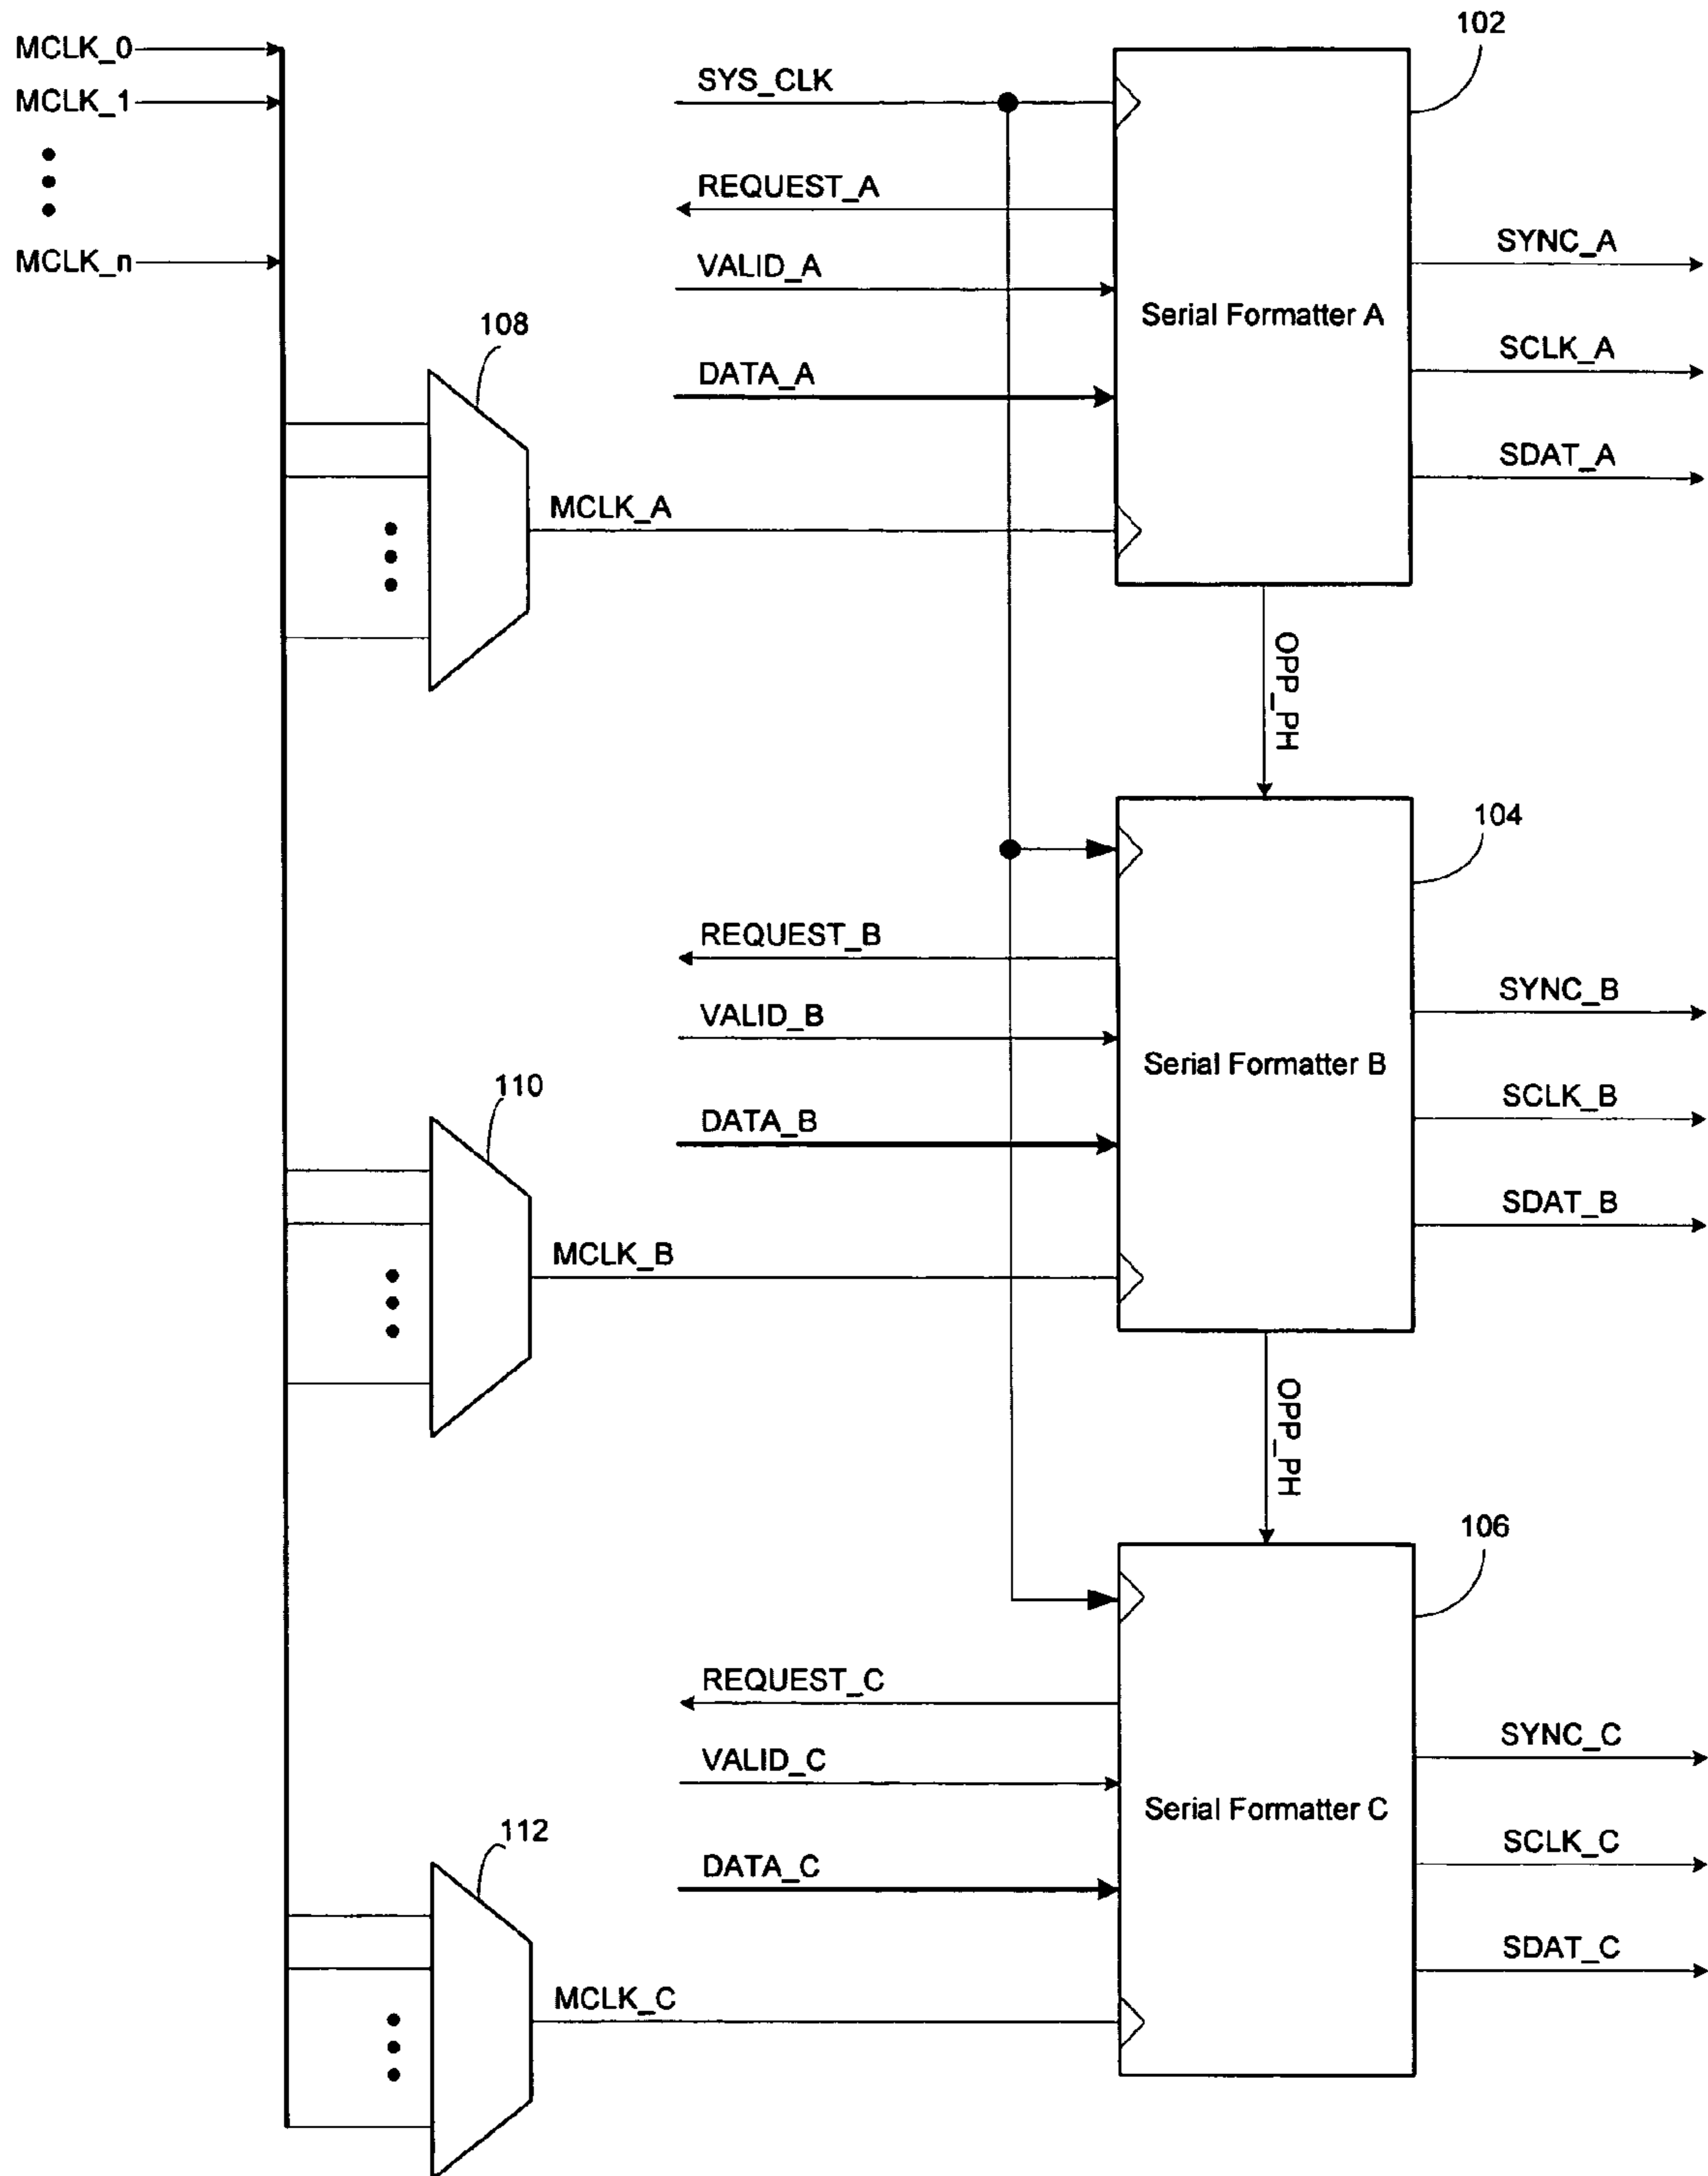 MCLK_0
MCLK_1
MCLK_n
SYS_CLK
102
REQUEST_A
VALID_A
DATA_A
108
MCLK_A
Serial Formatter A
SYNC_A
SCLK_A
SDAT_A
OPP_PH
104
REQUEST_B
VALID_B
DATA_B
110
MCLK_B
Serial Formatter B
SYNC_B
SCLK_B
SDAT_B
OPP_PH
106
REQUEST_C
VALID_C
DATA_C
112
MCLK_C
Serial Formatter C
SYNC_C
SCLK_C
SDAT_C